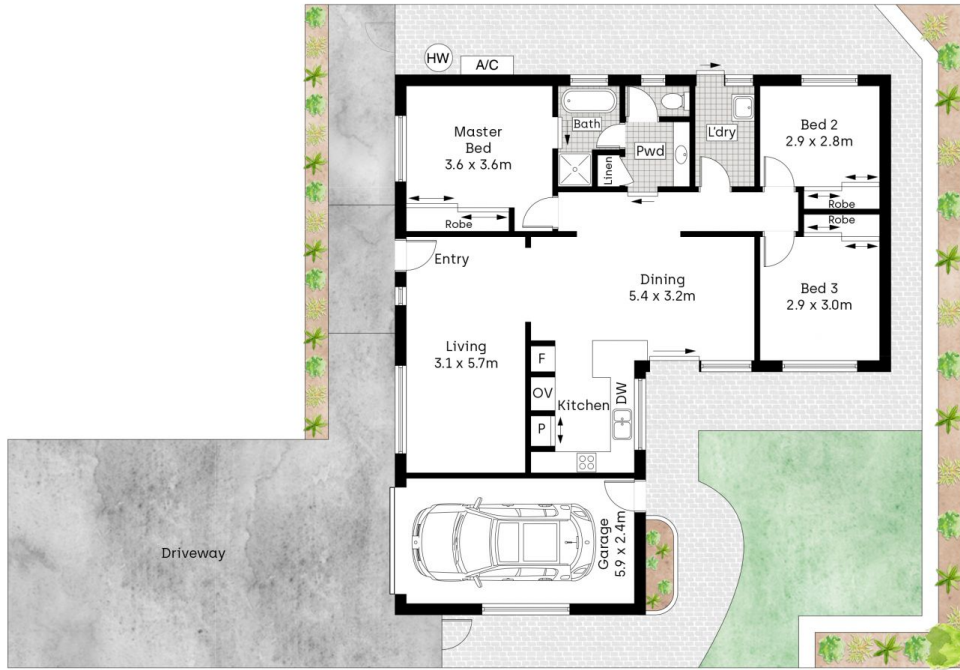 HW
A/C
Master
Bed
3.6 x 3.6m
Robe
Bath
Linen
Pwd
L'dry
Bed 2
2.9 x 2.8m
Robe
Robe
Bed 3
2.9 x 3.0m
Entry
Dining
5.4 x 3.2m
Living
3.1 x 5.7m
F
OV
P
Kitchen
DW
Garage
5.9 x 2.4m
Driveway